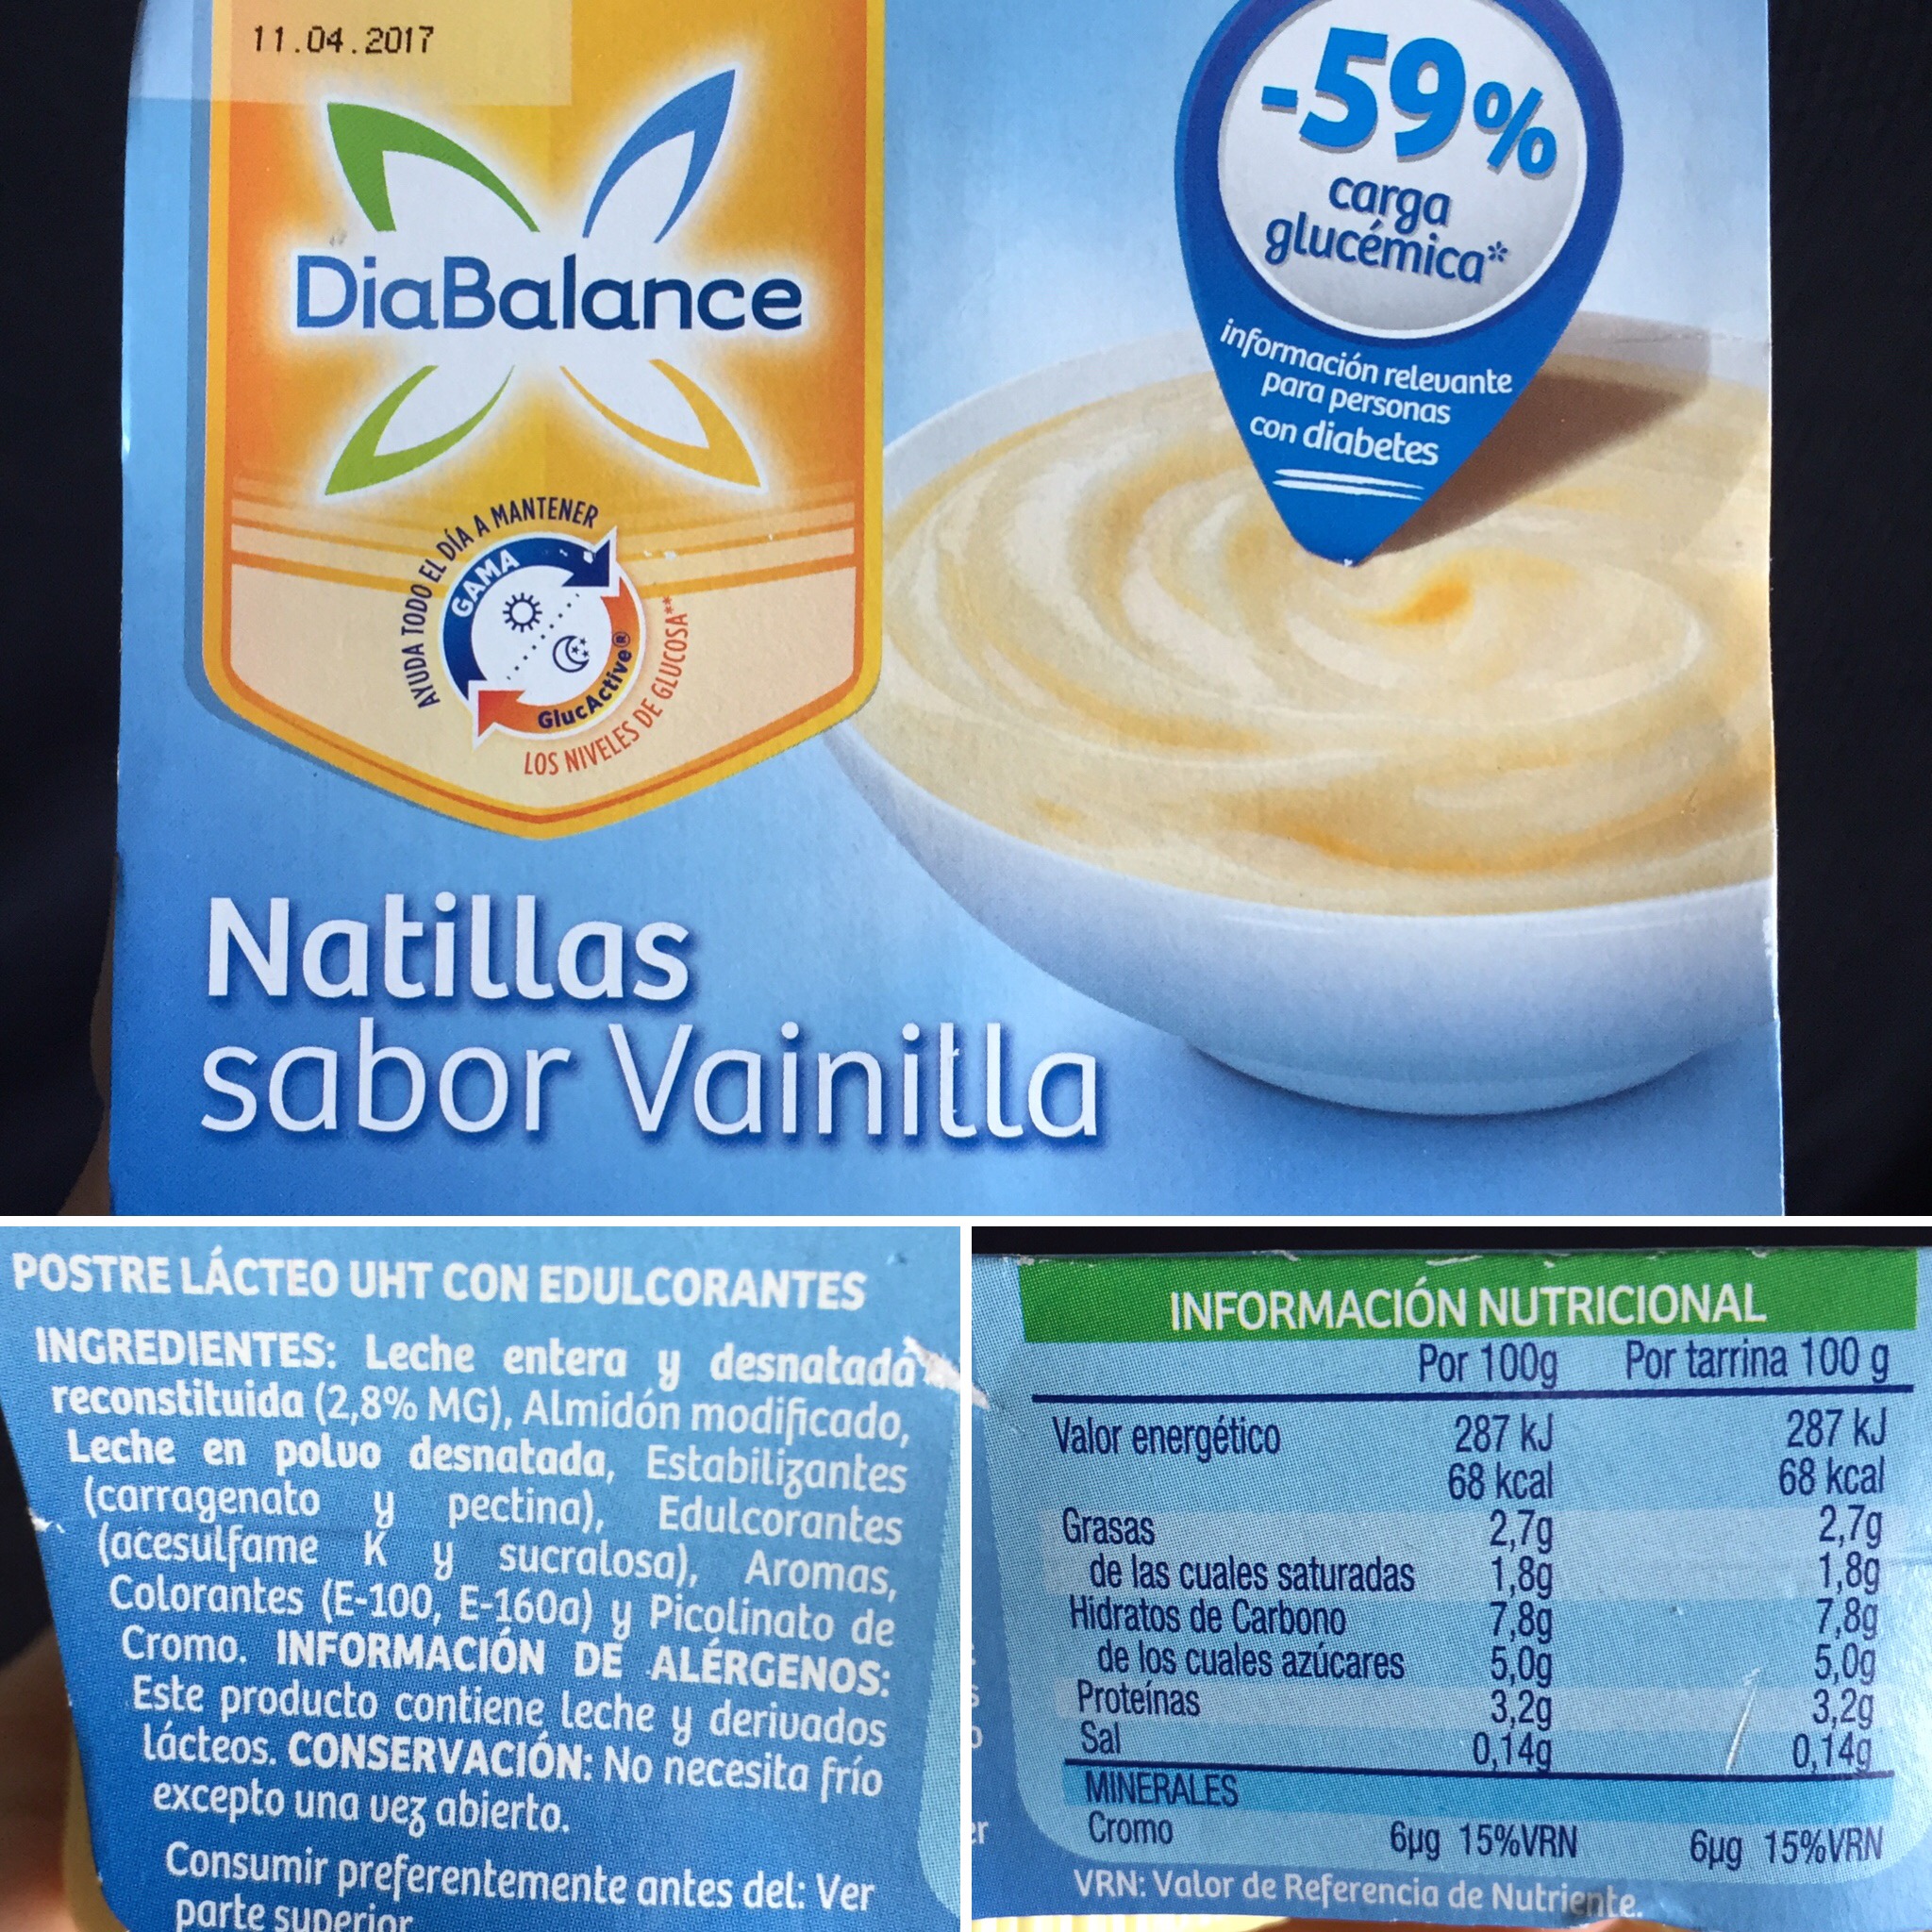 11.04.2017
-59%
carga
glucémica*
información relevante
para personas
con diabetes
DiaBalance
AYUDA TODO EL DÍA A MANTENER
GAMA
GlucActive®
LOS NIVELES DE GLUCOSA**
Natillas
sabor Vainilla
POSTRE LÁCTEO UHT CON EDULCORANTES
INGREDIENTES: Leche entera y desnatada
reconstituida (2,8% MG), Almidón modificado,
Leche en polvo desnatada, Estabilizantes
(carragenato y pectina), Edulcorantes
(acesulfame K y sucralosa), Aromas,
Colorantes (E-100, E-160a) y Picolinato de
Cromo. INFORMACIÓN DE ALÉRGENOS:
Este producto contiene leche y derivados
lácteos. CONSERVACIÓN: No necesita frío
excepto una vez abierto.
Consumir preferentemente antes del: Ver
parte superior
INFORMACIÓN NUTRICIONAL
Por 100g Por tarrina 100 g
Valor energético 287 kJ 287 kJ
68 kcal 68 kcal
Grasas 2,7g 2,7g
de las cuales saturadas 1,8g 1,8g
Hidratos de Carbono 7,8g 7,8g
de los cuales azúcares 5,0g 5,0g
Proteínas 3,2g 3,2g
Sal 0,14g 0,14g
MINERALES
Cromo 6µg 15%VRN 6µg 15%VRN
VRN: Valor de Referencia de Nutriente.